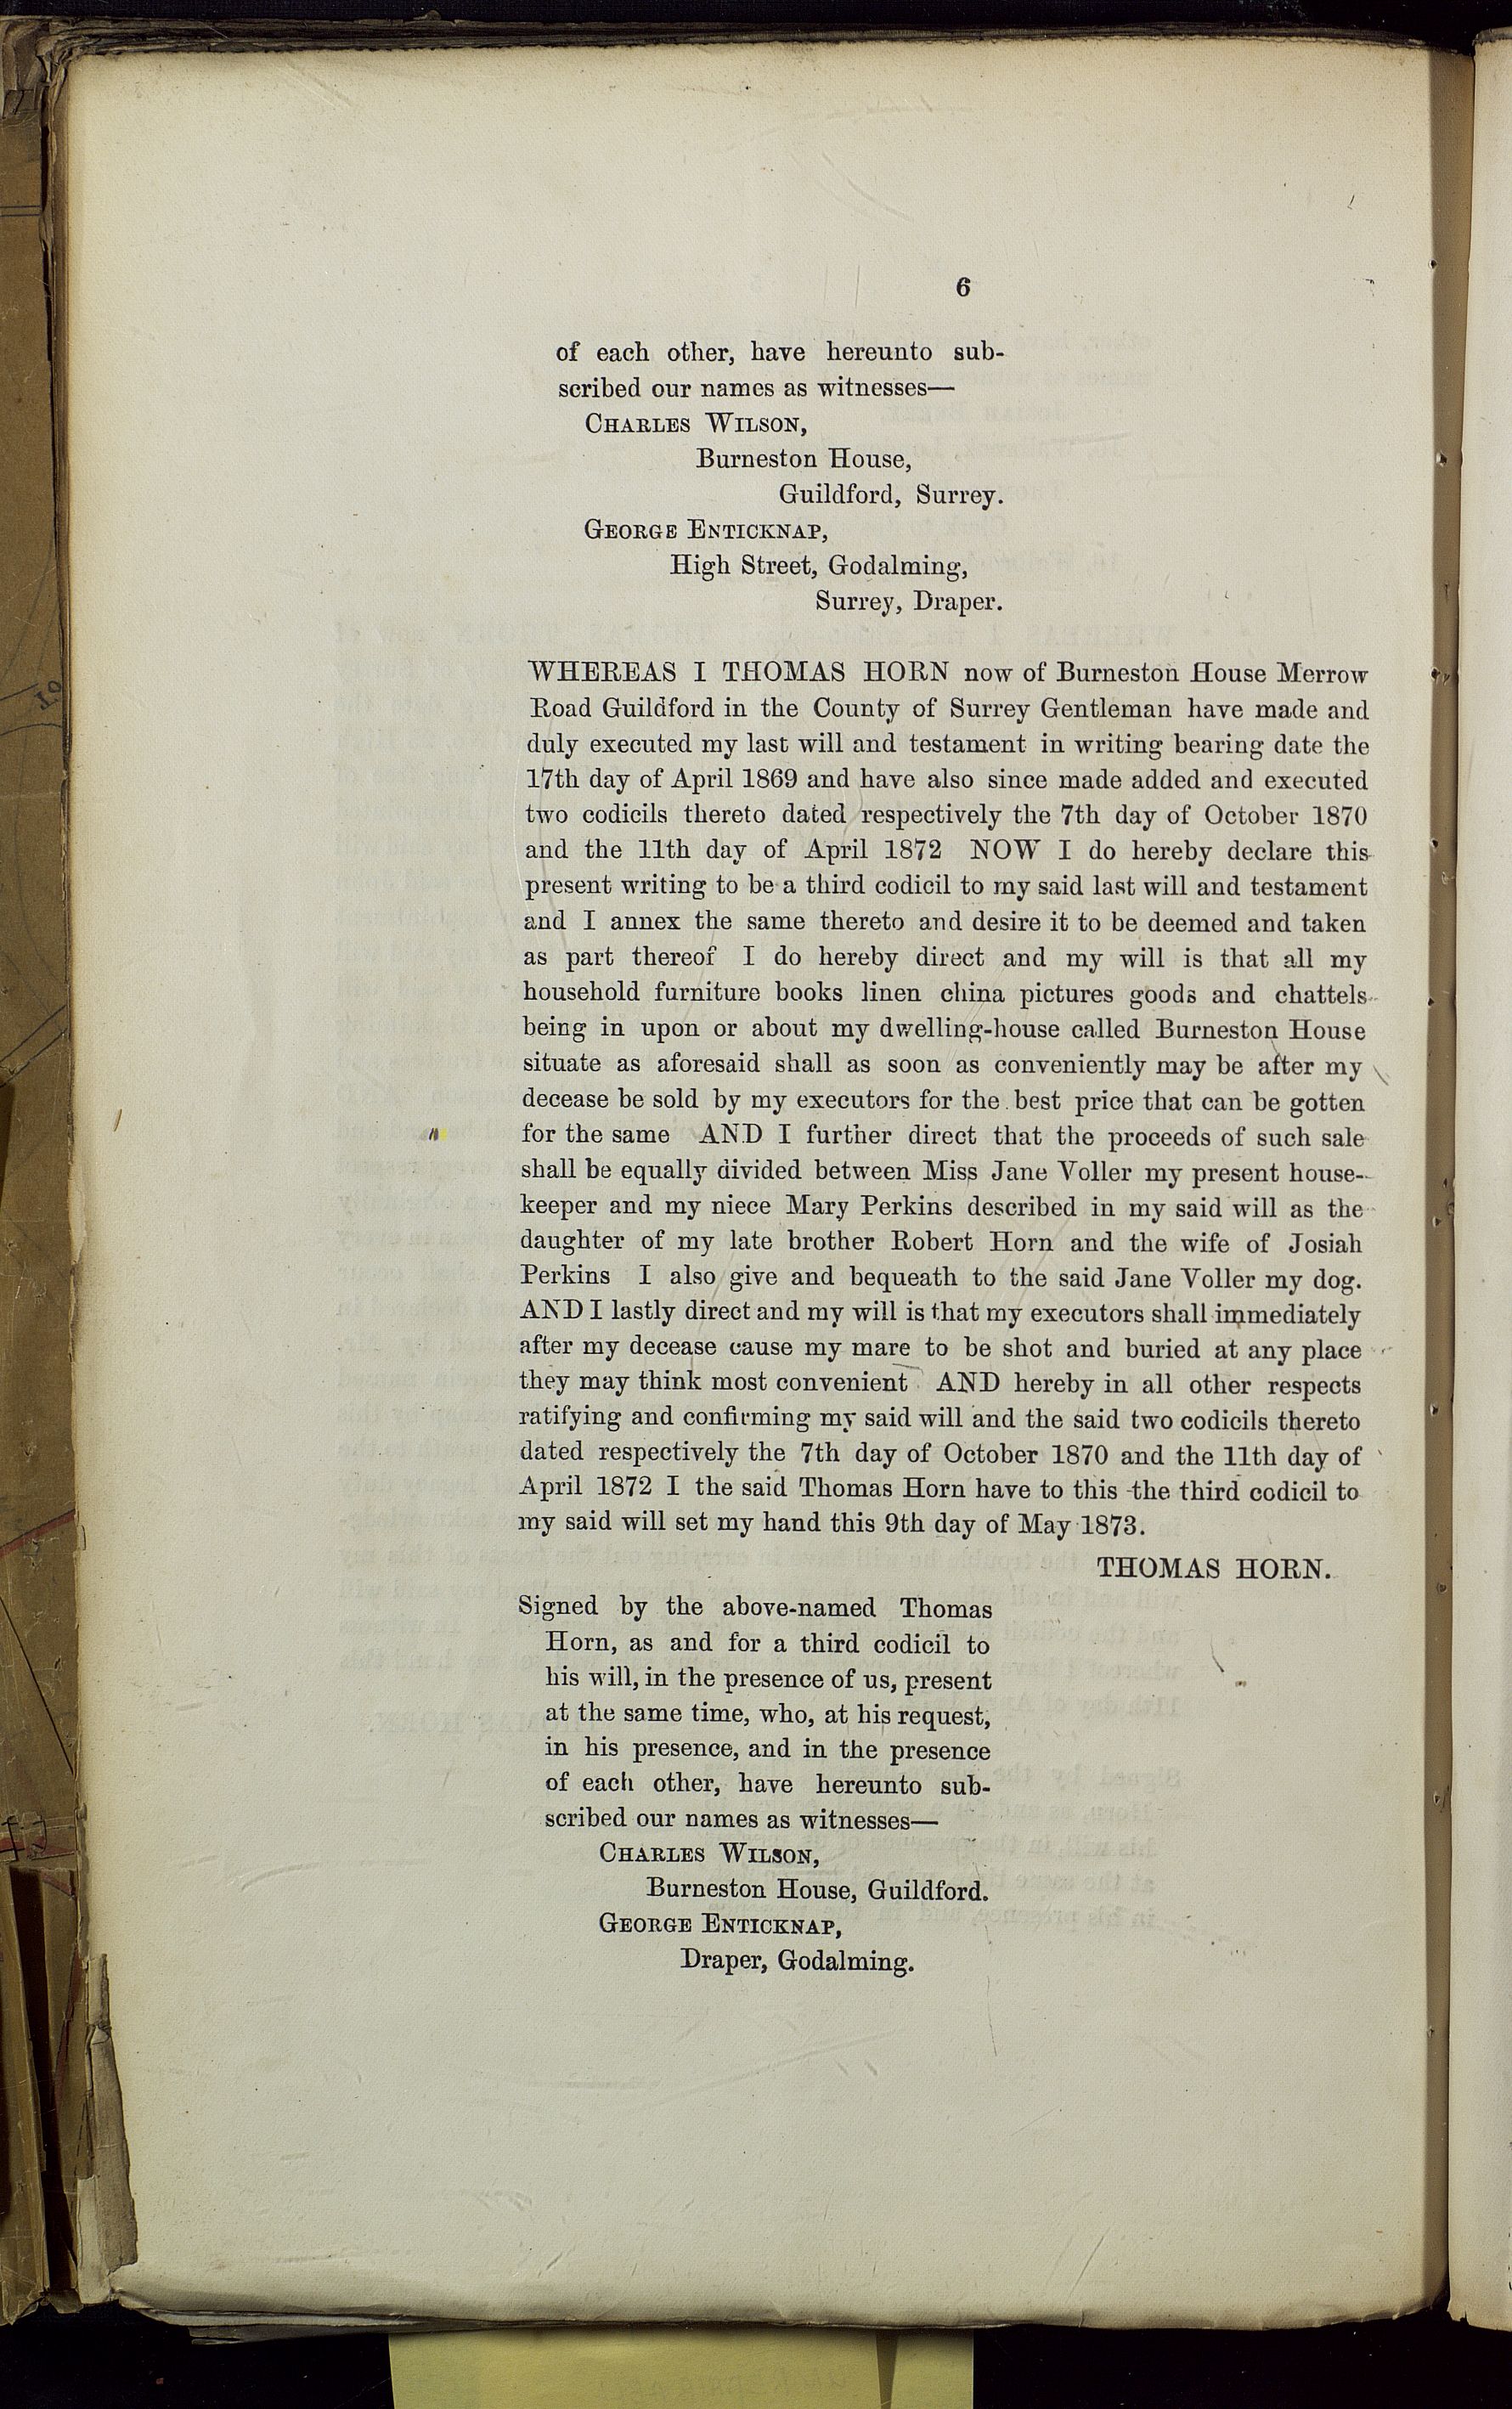 6
of each other, have hereunto sub-
scribed our names as witnesses—
CHARLES WILSON,
Burneston House,
Guildford, Surrey.
GEORGE ENTICKNAP,
High Street, Godalming,
Surrey, Draper.
WHEREAS I THOMAS HORN now of Burneston House Merrow
Road Guildford in the County of Surrey Gentleman have made and
duly executed my last will and testament in writing bearing date the
17th day of April 1869 and have also since made added and executed
two codicils thereto dated respectively the 7th day of October 1870
and the 11th day of April 1872 NOW I do hereby declare this
present writing to be a third codicil to my said last will and testament
and I annex the same thereto and desire it to be deemed and taken
as part thereof I do hereby direct and my will is that all my
household furniture books linen china pictures goods and chattels
being in upon or about my dwelling-house called Burneston House
situate as aforesaid shall as soon as conveniently may be after my
decease be sold by my executors for the best price that can be gotten
for the same AND I further direct that the proceeds of such sale
shall be equally divided between Miss Jane Voller my present house-
keeper and my niece Mary Perkins described in my said will as the
daughter of my late brother Robert Horn and the wife of Josiah
Perkins I also give and bequeath to the said Jane Voller my dog.
AND I lastly direct and my will is that my executors shall immediately
after my decease cause my mare to be shot and buried at any place
they may think most convenient AND hereby in all other respects
ratifying and confirming my said will and the said two codicils thereto
dated respectively the 7th day of October 1870 and the 11th day of
April 1872 I the said Thomas Horn have to this the third codicil to
my said will set my hand this 9th day of May 1873.
THOMAS HORN.
Signed by the above-named Thomas
Horn, as and for a third codicil to
his will, in the presence of us, present
at the same time, who, at his request,
in his presence, and in the presence
of each other, have hereunto sub-
scribed our names as witnesses—
CHARLES WILSON,
Burneston House, Guildford.
GEORGE ENTICKNAP,
Draper, Godalming.